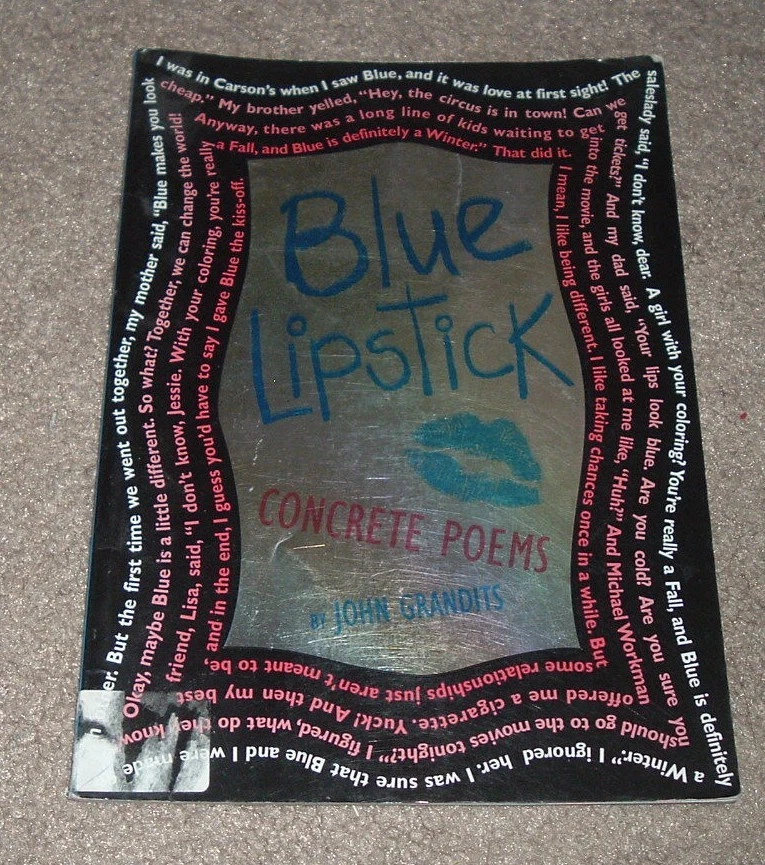 I was in Carson's when I saw Blue, and it was love at first sight! The
saleslady said, "I don't know, dear. A girl with your coloring? You're really a Fall, and Blue is definitely
a Winter." I ignored her. I was sure that Blue and I were made
er. But the first time we went out together, my mother said, "Blue makes you look
cheap." My brother yelled, "Hey, the circus is in town! Can we
get tickets?" And my dad said, "Your lips look blue. Are you cold? Are you sure you
should go to the movies tonight?" I figured, what do they know
Okay, maybe Blue is a little different. So what? Together, we can change the world!
Anyway, there was a long line of kids waiting to get
into the movie, and the girls all looked at me like, "Huh?" And Michael Workman
offered me a cigarette. Yuck! And then my best
friend, Lisa, said, "I don't know, Jessie. With your coloring, you're really
a Fall, and Blue is definitely a Winter." That did it.
I mean, I like being different. I like taking chances once in a while. But
some relationships just aren't meant to be,
and in the end, I guess you'd have to say I gave Blue the kiss-off.
Blue
Lipstick
CONCRETE POEMS
BY JOHN GRANDITS